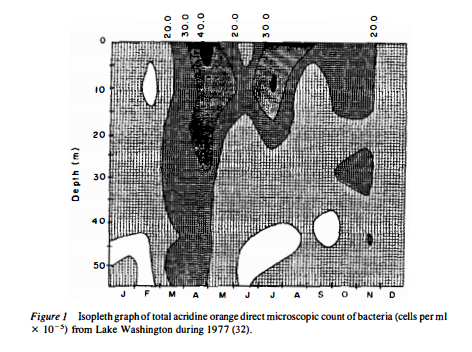 20.0 30.0 40.0 20.0 30.0 20.0
0
10
20
30
40
50
Depth (m)
J F M A M J J A S O N D
Figure 1 Isopleth graph of total acridine orange direct microscopic count of bacteria (cells per ml
× 10⁻⁵) from Lake Washington during 1977 (32).